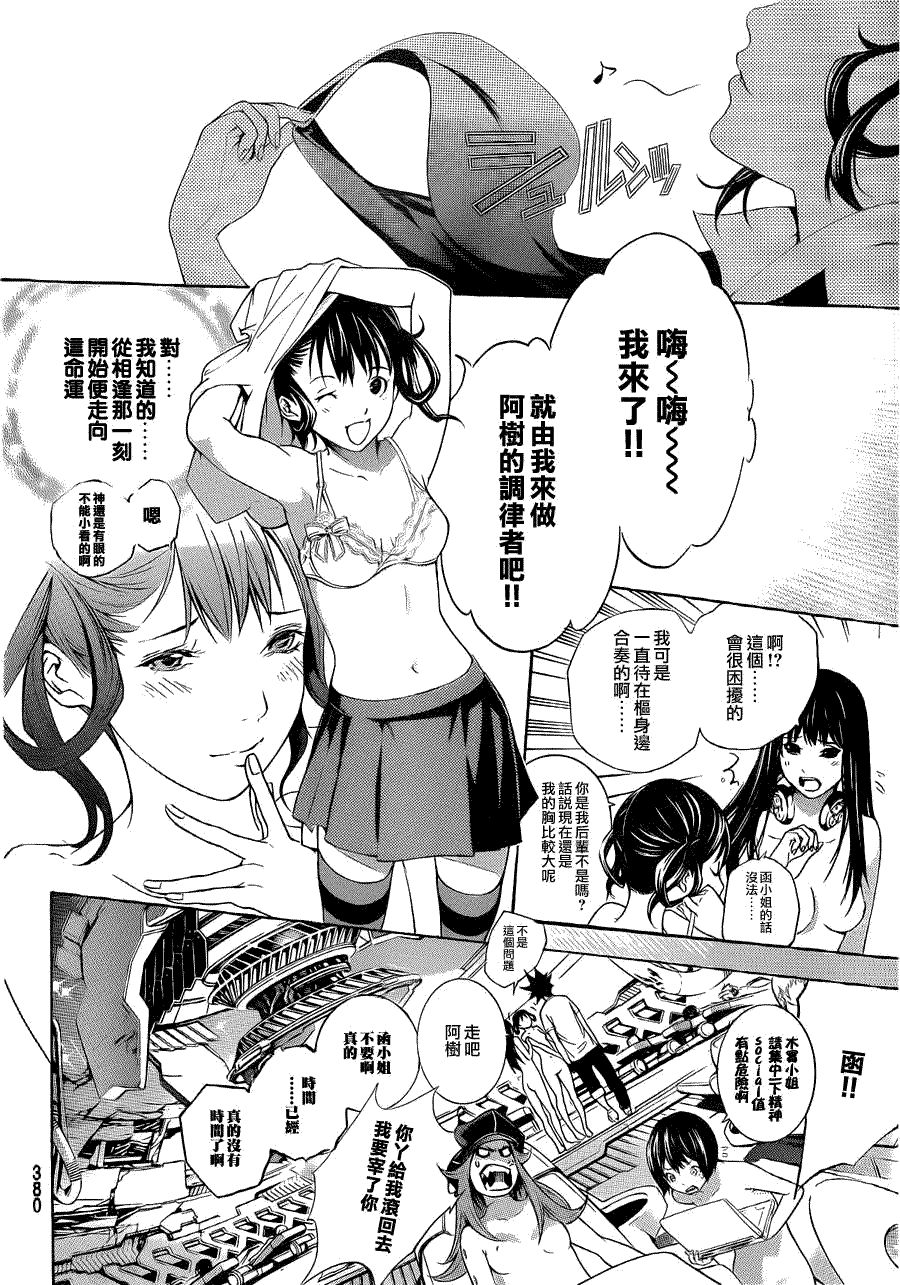 ♪
シュルンッ
嗨～嗨～
我來了!!
就由我來做
阿樹的調律者吧!!
對……
我知道的……
從相逢那一刻
開始便走向
這命運
嗯
神還是有眼的
不能小看的啊
啊!?
這個……
會很困擾的
我可是
一直待在樞身邊
合奏的啊……
你是我后輩不是嗎?
話說現在還是
我的胸比較大呢
函小姐的話
沒法……
不是
這個問題
函!!
木宮小姐
請集中一下精神
social值
有點危險啊
走吧
阿樹
函小姐
不要啊
真的
時間
……已經
真的沒有
時間了啊
你丫給我滾回去
我要宰了你
380